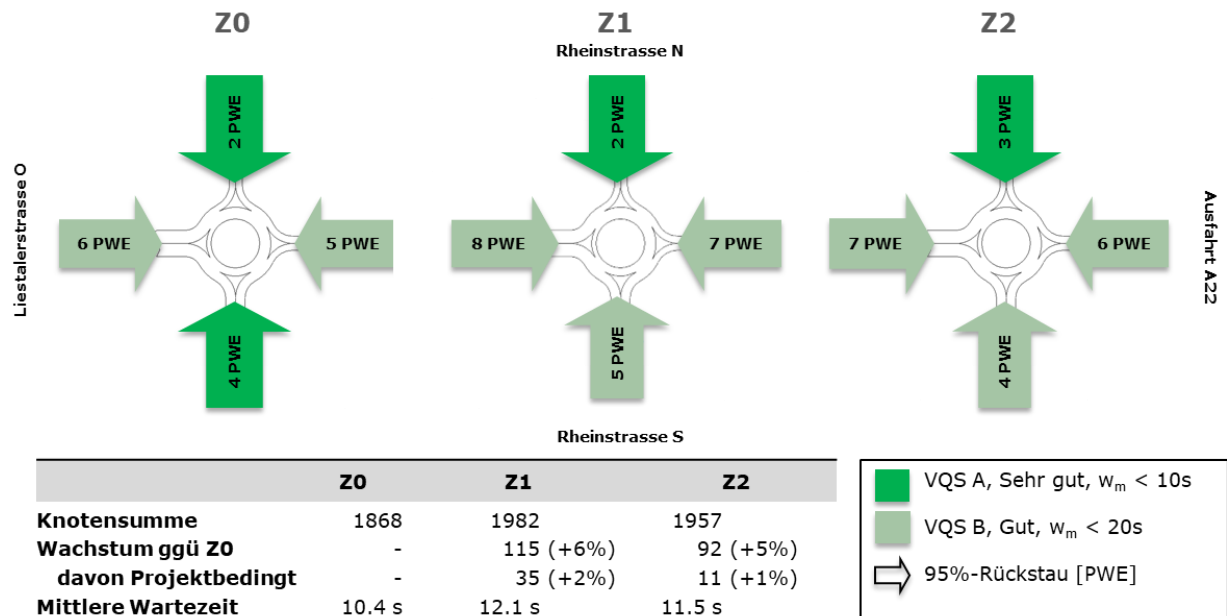 Z0 Z1 Z2
Rheinstrasse N
2 PWE 2 PWE 3 PWE
Liestalerstrasse O
6 PWE 5 PWE 8 PWE 7 PWE 7 PWE 6 PWE
Ausfahrt A22
4 PWE 5 PWE 4 PWE
Rheinstrasse S
Z0 Z1 Z2
Knotensumme 1868 1982 1957
Wachstum ggü Z0 - 115 (+6%) 92 (+5%)
davon Projektbedingt - 35 (+2%) 11 (+1%)
Mittlere Wartezeit 10.4 s 12.1 s 11.5 s
VQS A, Sehr gut, wm < 10s
VQS B, Gut, wm < 20s
95%-Rückstau [PWE]